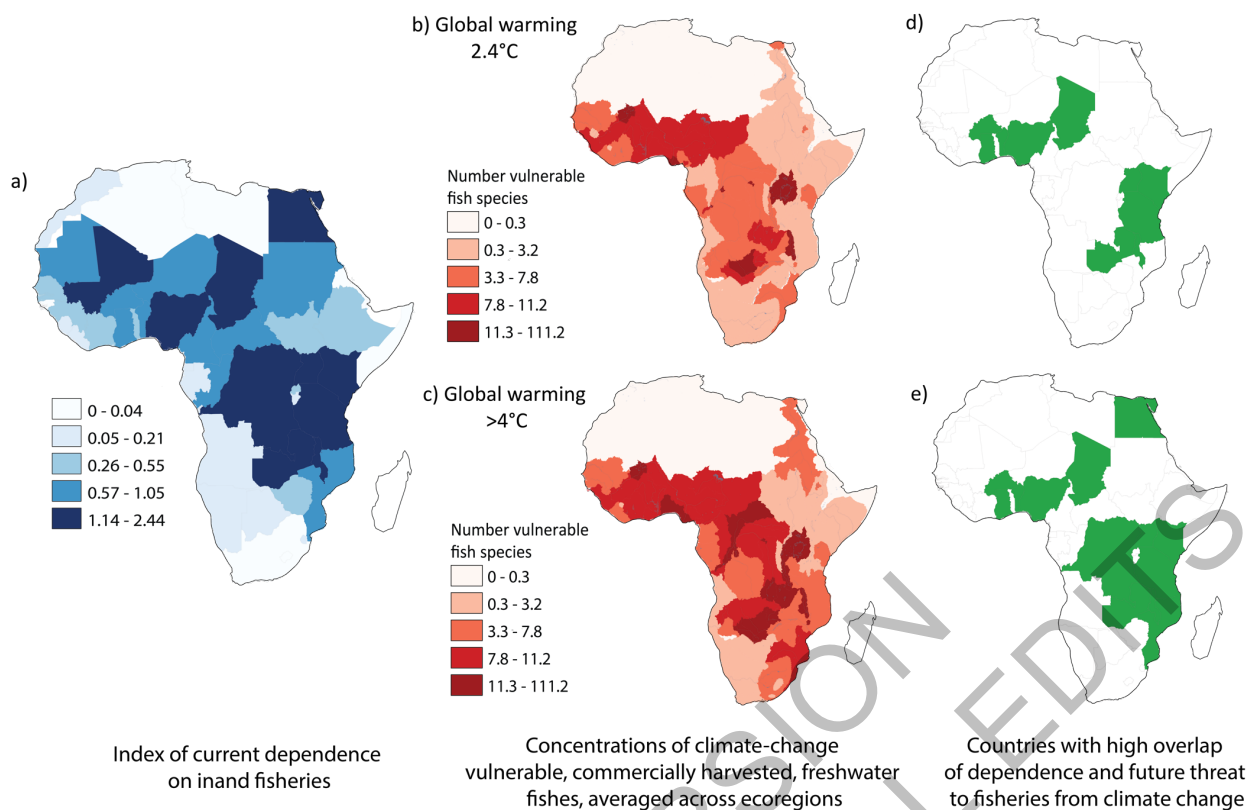 a)
0 - 0.04
0.05 - 0.21
0.26 - 0.55
0.57 - 1.05
1.14 - 2.44
Index of current dependence
on inand fisheries
b) Global warming
2.4°C
Number vulnerable
fish species
0 - 0.3
0.3 - 3.2
3.3 - 7.8
7.8 - 11.2
11.3 - 111.2
c) Global warming
>4°C
Number vulnerable
fish species
0 - 0.3
0.3 - 3.2
3.3 - 7.8
7.8 - 11.2
11.3 - 111.2
Concentrations of climate-change
vulnerable, commercially harvested, freshwater
fishes, averaged across ecoregions
d)
e)
Countries with high overlap
of dependence and future threat
to fisheries from climate change
EDITS